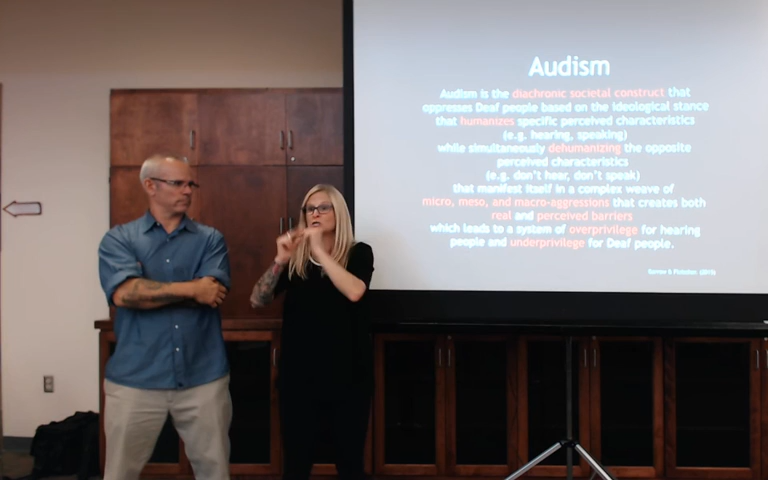 Audism
Audism is the diachronic societal construct that
oppresses Deaf people based on the ideological stance
that humanizes specific perceived characteristics
(e.g. hearing, speaking)
while simultaneously dehumanizing the opposite
perceived characteristics
(e.g. don't hear, don't speak)
that manifest itself in a complex weave of
micro, meso, and macro-aggressions that creates both
real and perceived barriers
which leads to a system of overprivilege for hearing
people and underprivilege for Deaf people.